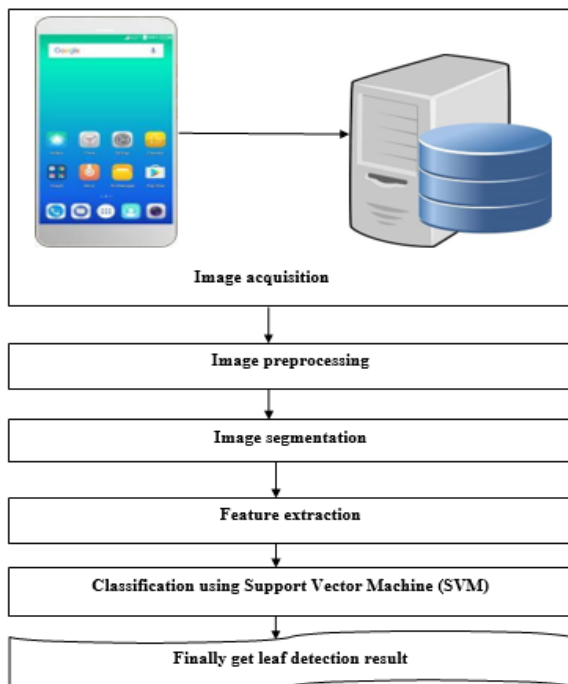 Google
Image acquisition
Image preprocessing
Image segmentation
Feature extraction
Classification using Support Vector Machine (SVM)
Finally get leaf detection result